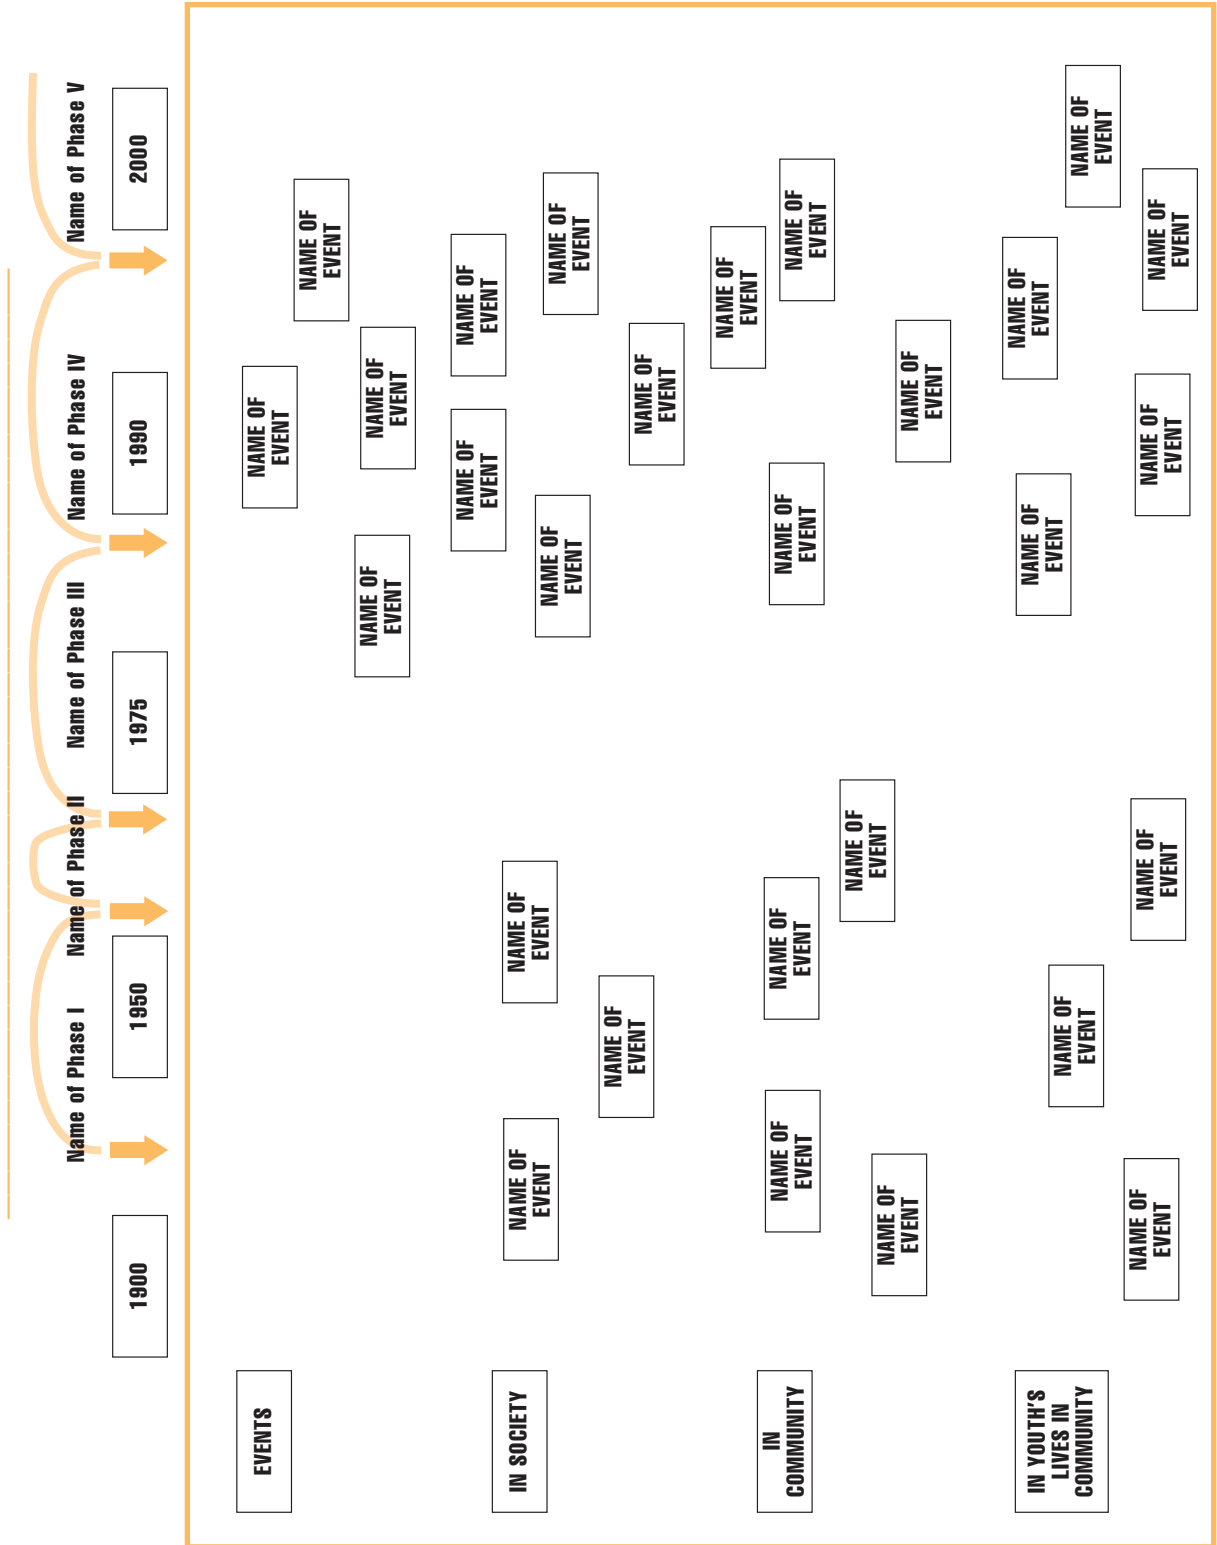 Name of Phase I
Name of Phase II
Name of Phase III
Name of Phase IV
Name of Phase V
1900
1950
1975
1990
2000
EVENTS
NAME OF
EVENT
NAME OF
EVENT
NAME OF
EVENT
NAME OF
EVENT
IN SOCIETY
NAME OF
EVENT
NAME OF
EVENT
NAME OF
EVENT
NAME OF
EVENT
NAME OF
EVENT
NAME OF
EVENT
NAME OF
EVENT
NAME OF
EVENT
IN
COMMUNITY
NAME OF
EVENT
NAME OF
EVENT
NAME OF
EVENT
NAME OF
EVENT
NAME OF
EVENT
NAME OF
EVENT
NAME OF
EVENT
NAME OF
EVENT
IN YOUTH'S
LIVES IN
COMMUNITY
NAME OF
EVENT
NAME OF
EVENT
NAME OF
EVENT
NAME OF
EVENT
NAME OF
EVENT
NAME OF
EVENT
NAME OF
EVENT
NAME OF
EVENT